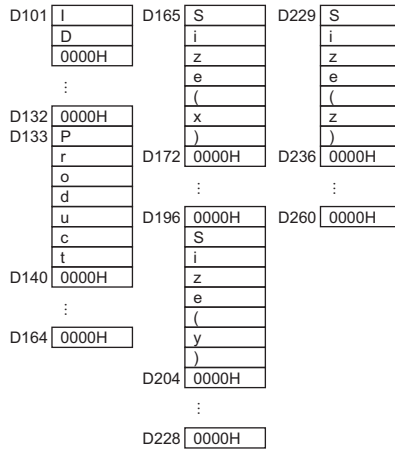 D101 I
D
0000H
⋮
D132 0000H
D133 P
r
o
d
u
c
t
D140 0000H
⋮
D164 0000H
D165 S
i
z
e
(
x
)
D172 0000H
⋮
D196 0000H
S
i
z
e
(
y
)
D204 0000H
⋮
D228 0000H
D229 S
i
z
e
(
z
)
D236 0000H
⋮
D260 0000H